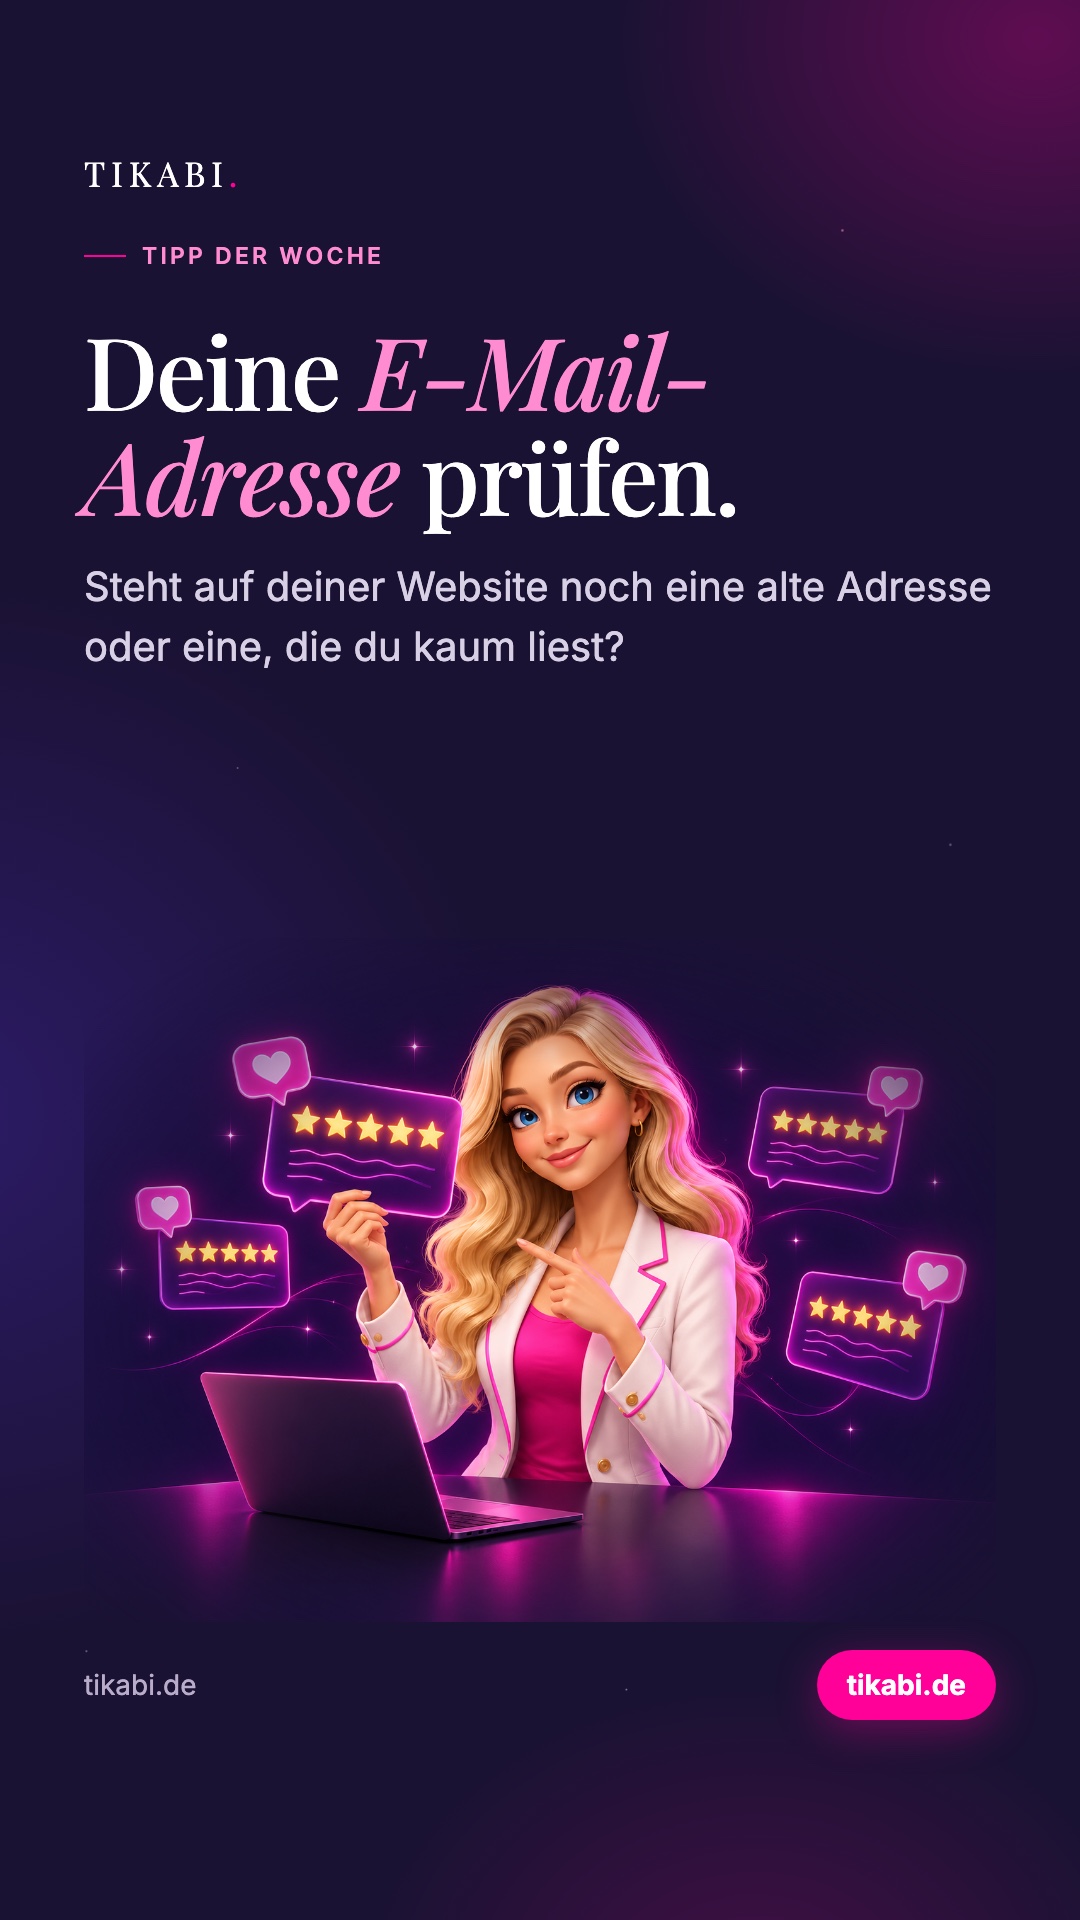 TIKABI.
TIPP DER WOCHE
Deine E-Mail-
Adresse prüfen.
Steht auf deiner Website noch eine alte Adresse
oder eine, die du kaum liest?
tikabi.de
tikabi.de